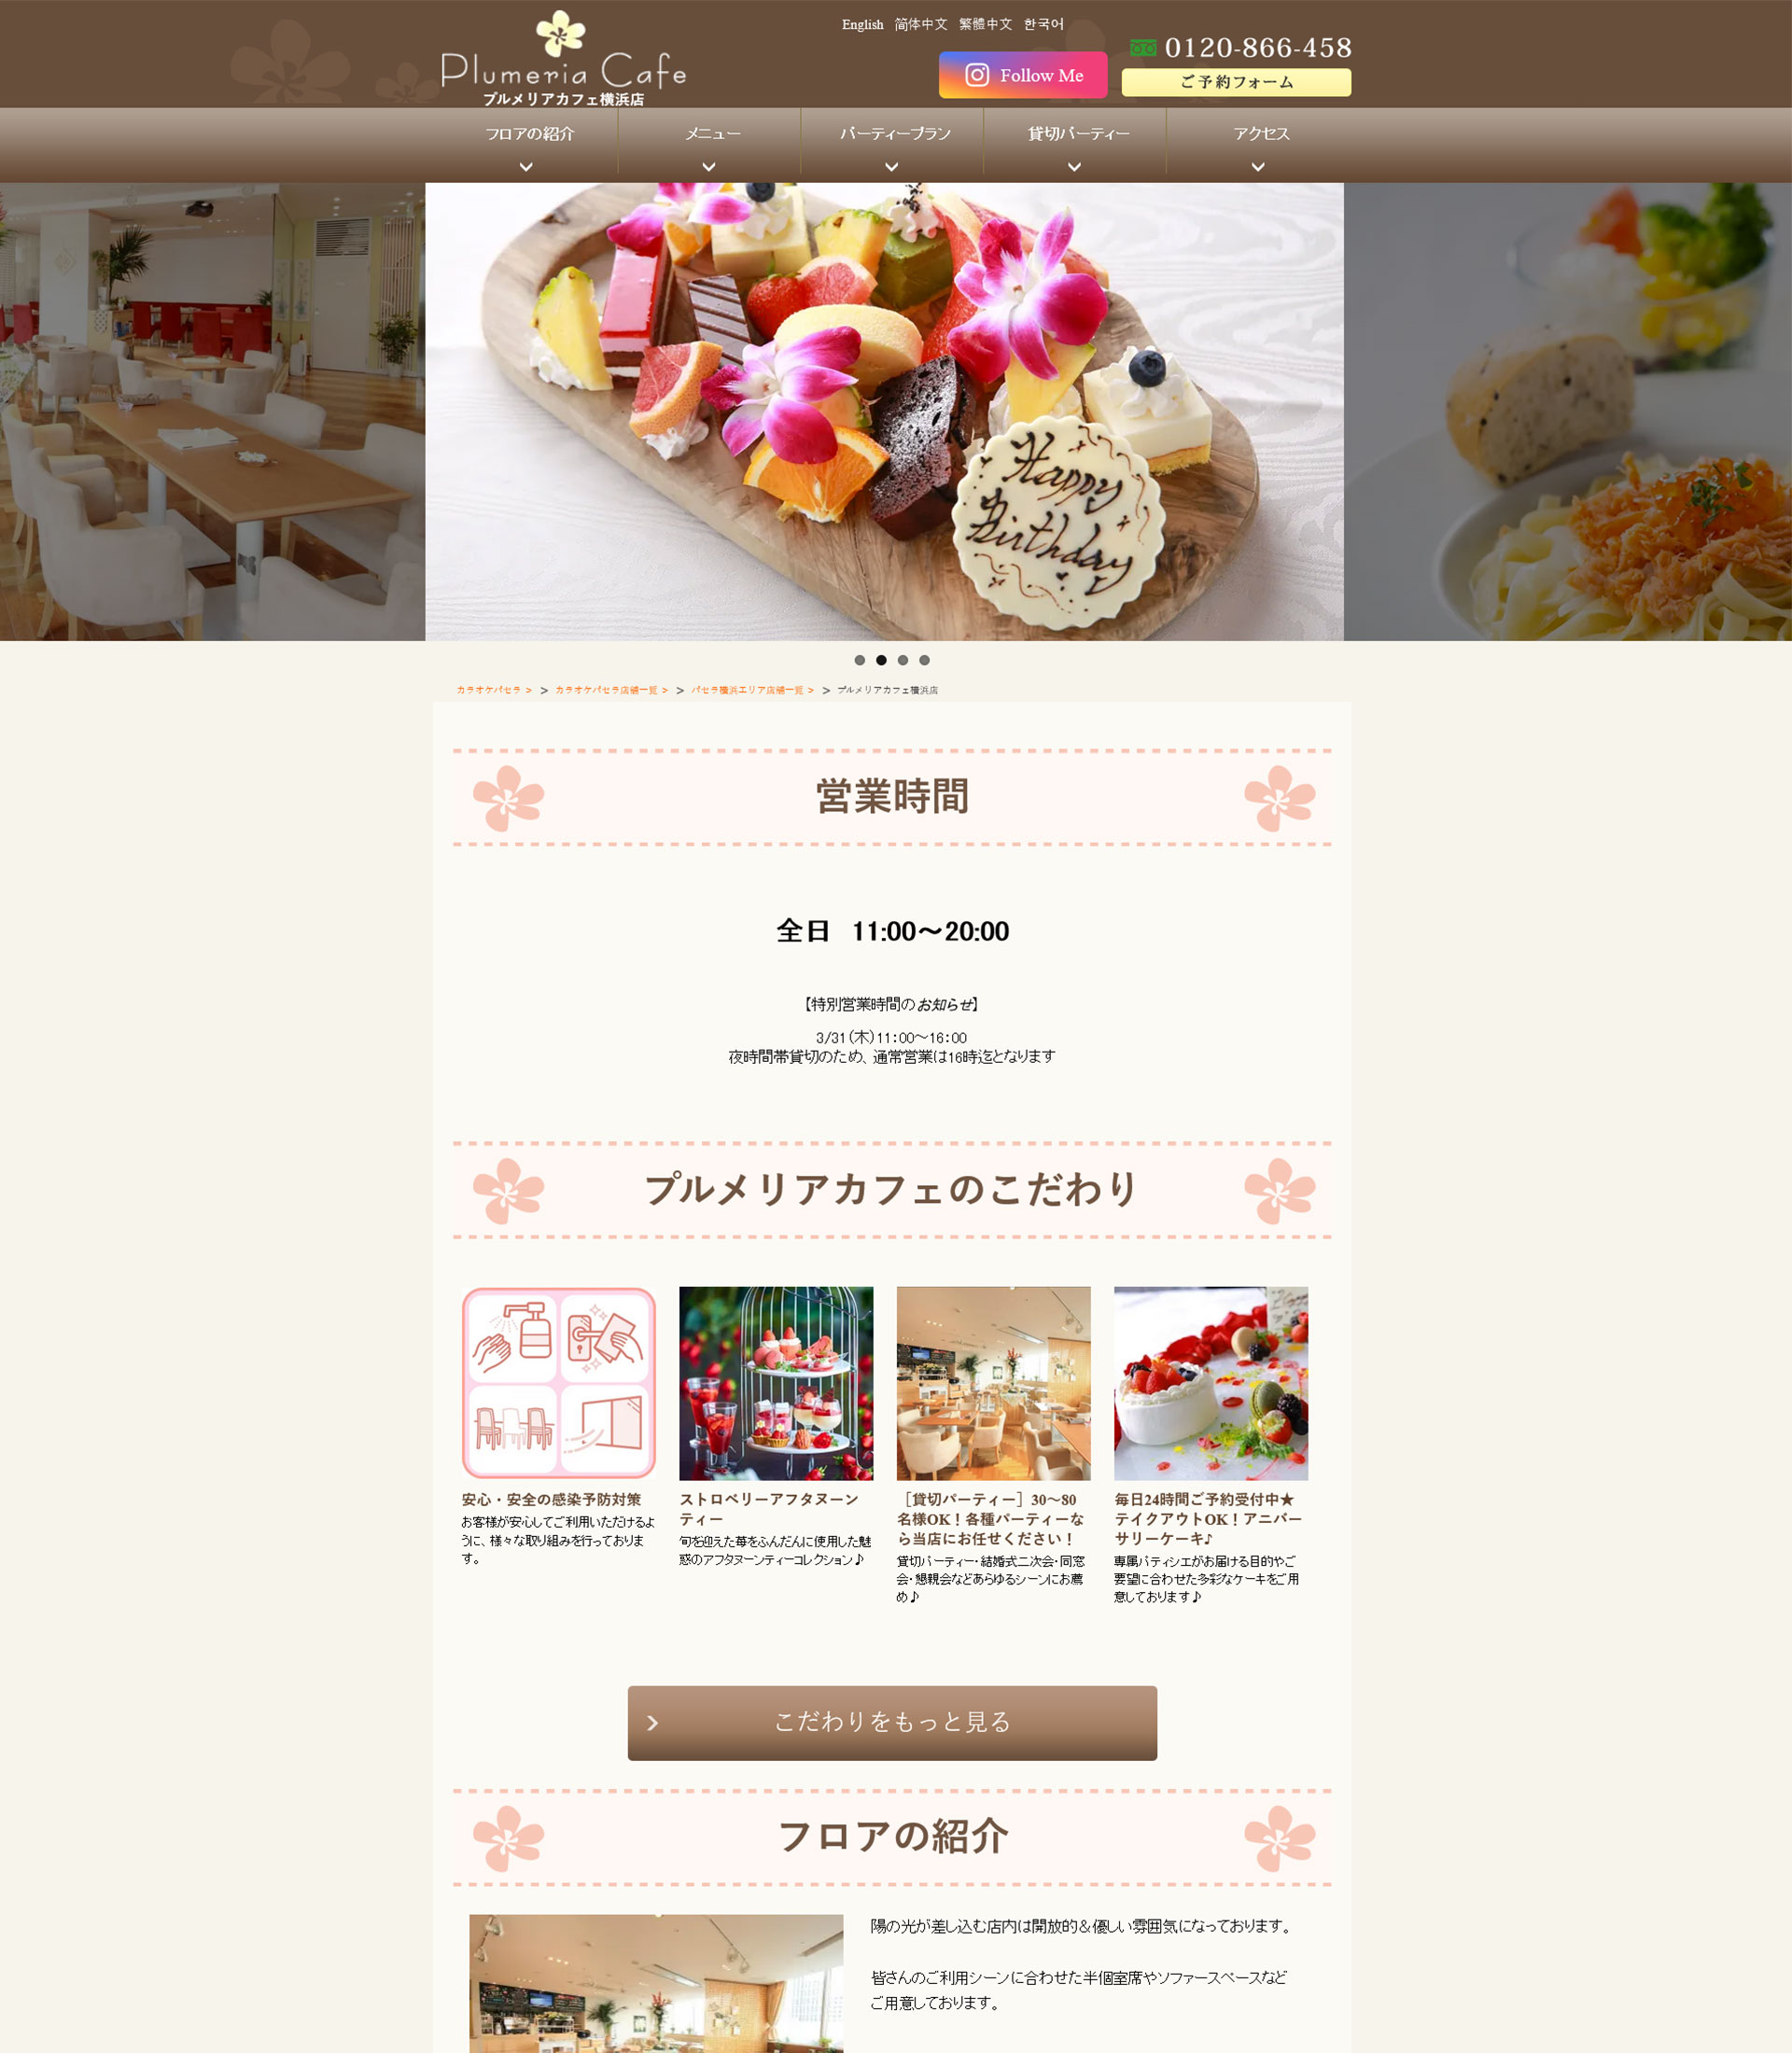 Plumeria Cafe
プルメリアカフェ横浜店
English 简体中文 繁體中文 한국어
Follow Me
0120-866-458
ご予約フォーム
フロアの紹介
メニュー
パーティープラン
貸切パーティー
アクセス
Happy
Birthday
カラオケパセラ > > カラオケパセラ店舗一覧 > > パセラ横浜エリア店舗一覧 > > プルメリアカフェ横浜店
営業時間
全日 11:00～20:00
【特別営業時間のお知らせ】
3/31(木)11:00～16:00
夜時間帯貸切のため、通常営業は16時迄となります
プルメリアカフェのこだわり
安心・安全の感染予防対策
お客様が安心してご利用いただけるよ
うに、様々な取り組みを行っておりま
す。
ストロベリーアフタヌーン
ティー
旬を迎えた苺をふんだんに使用した魅
惑のアフタヌーンティーコレクション♪
［貸切パーティー］30～80
名様OK！各種パーティーな
ら当店にお任せください！
貸切パーティー・結婚式二次会・同窓
会・懇親会などあらゆるシーンにお薦
め♪
毎日24時間ご予約受付中★
テイクアウトOK！アニバー
サリーケーキ♪
専属パティシエがお届ける目的やご
要望に合わせた多彩なケーキをご用
意しております♪
こだわりをもっと見る
フロアの紹介
陽の光が差し込む店内は開放的＆優しい雰囲気になっております。
皆さんのご利用シーンに合わせた半個室席やソファースペースなど
ご用意しております。